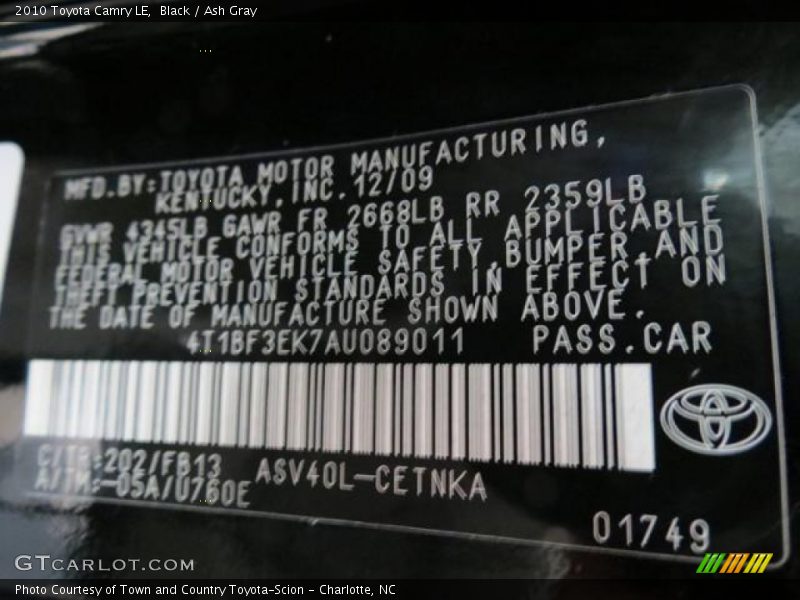 2010 Toyota Camry LE, Black / Ash Gray
MFD.BY:TOYOTA MOTOR MANUFACTURING,
KENTUCKY,INC.12/09
GVWR 4345LB GAWR FR 2668LB RR 2359LB
THIS VEHICLE CONFORMS TO ALL APPLICABLE
FEDERAL MOTOR VEHICLE SAFETY,BUMPER,AND
THEFT PREVENTION STANDARDS IN EFFECT ON
THE DATE OF MANUFACTURE SHOWN ABOVE.
4T1BF3EK7AU089011 PASS.CAR
C/TR:202/FB13 ASV40L-CETNKA
A/TM:-05A/U760E
01749
GTCARLOT.COM
Photo Courtesy of Town and Country Toyota-Scion - Charlotte, NC